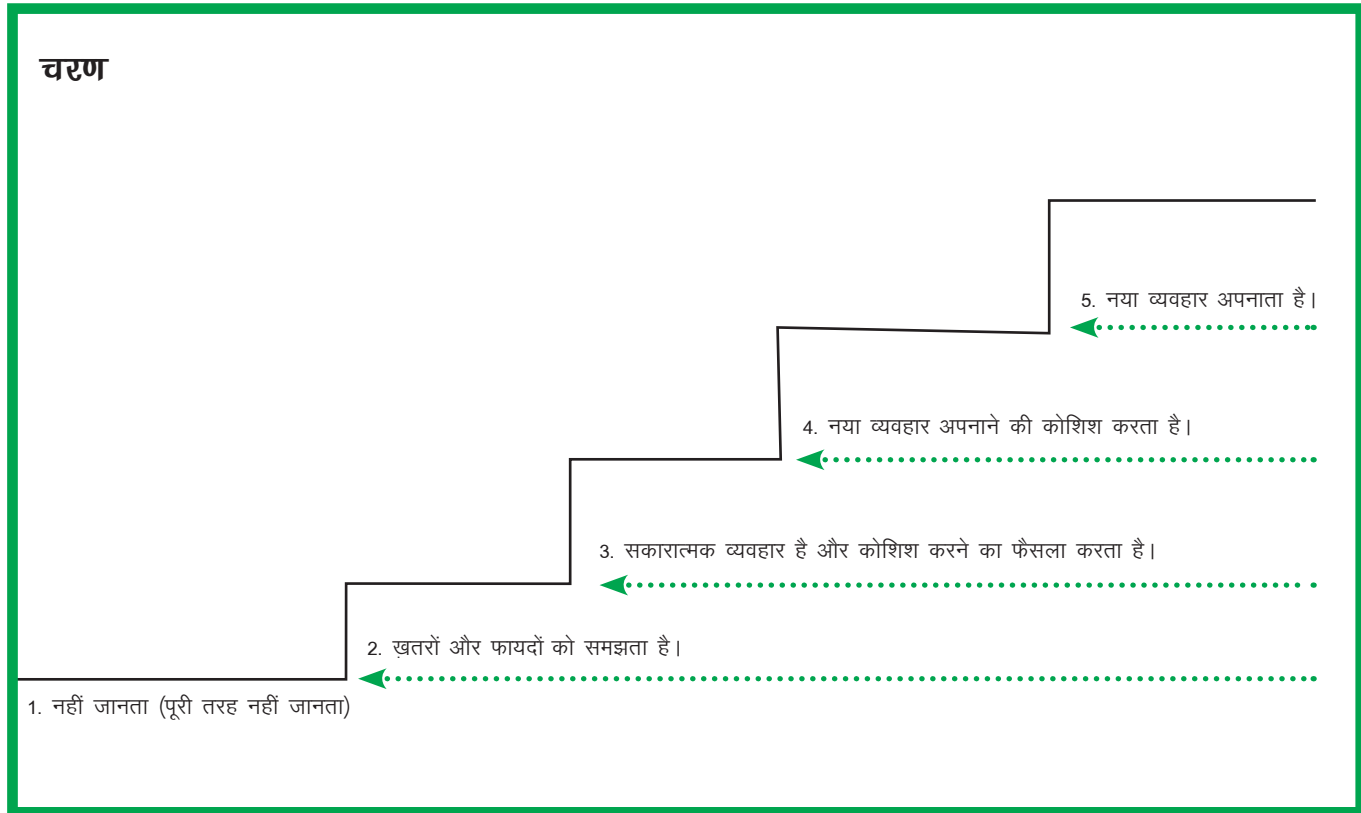 चरण
5. नया व्यवहार अपनाता है।
4. नया व्यवहार अपनाने की कोशिश करता है।
3. सकारात्मक व्यवहार है और कोशिश करने का फैसला करता है।
2. ख़तरों और फायदों को समझता है।
1. नहीं जानता (पूरी तरह नहीं जानता)